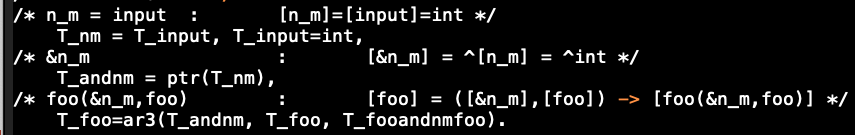 /* n_m = input  :        [n_m]=[input]=int */
    T_nm = T_input, T_input=int,
/* &n_m                 :        [&n_m] = ^[n_m] = ^int */
    T_andnm = ptr(T_nm),
/* foo(&n_m,foo)        :        [foo] = ([&n_m],[foo]) -> [foo(&n_m,foo)] */
    T_foo=ar3(T_andnm, T_foo, T_fooandnmfoo).